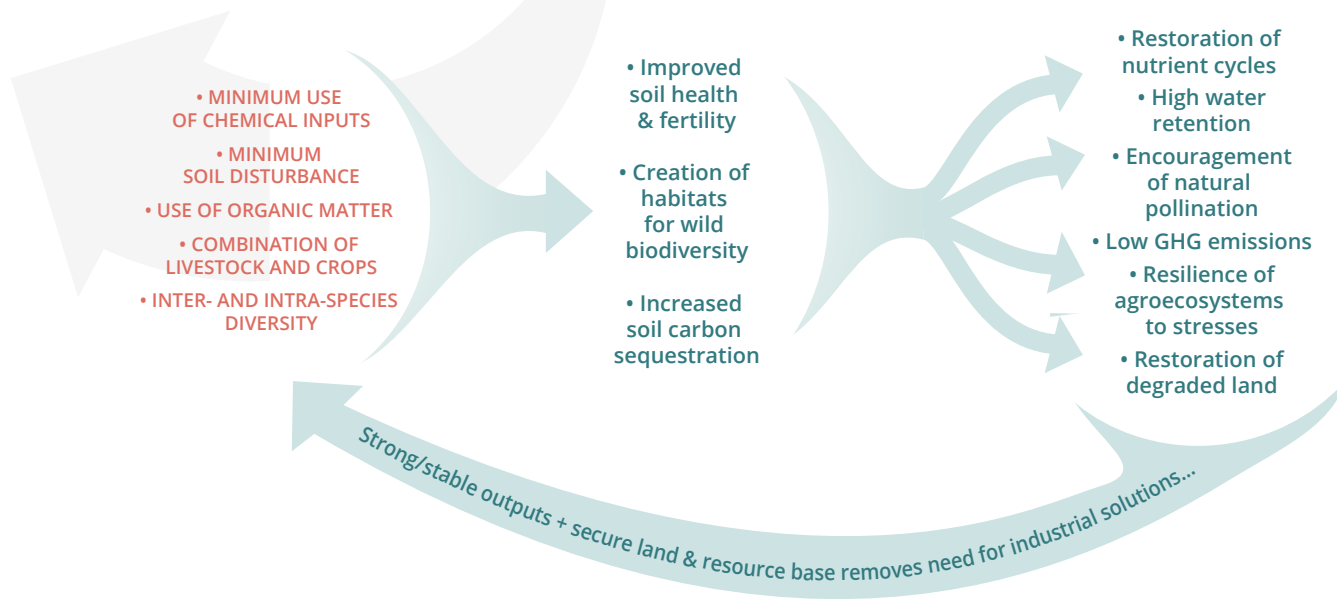 • MINIMUM USE
OF CHEMICAL INPUTS
• MINIMUM
SOIL DISTURBANCE
• USE OF ORGANIC MATTER
• COMBINATION OF
LIVESTOCK AND CROPS
• INTER- AND INTRA-SPECIES
DIVERSITY
• Improved
soil health
& fertility
• Creation of
habitats
for wild
biodiversity
• Increased
soil carbon
sequestration
• Restoration of
nutrient cycles
• High water
retention
• Encouragement
of natural
pollination
• Low GHG emissions
• Resilience of
agroecosystems
to stresses
• Restoration of
degraded land
Strong/stable outputs + secure land & resource base removes need for industrial solutions...